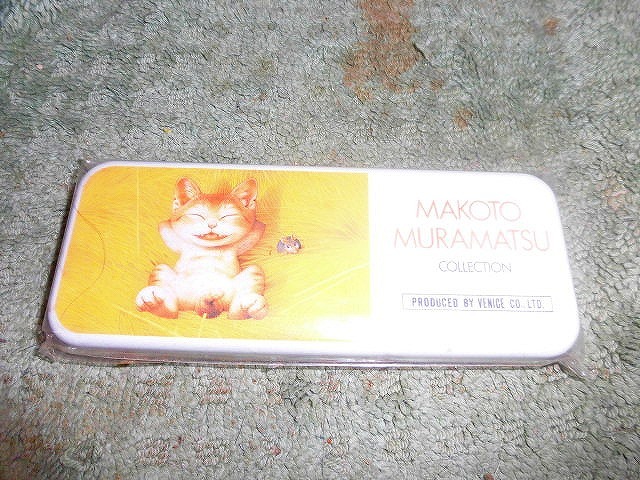 MAKOTO
MURAMATSU
COLLECTION
PRODUCED BY VENICE CO., LTD.